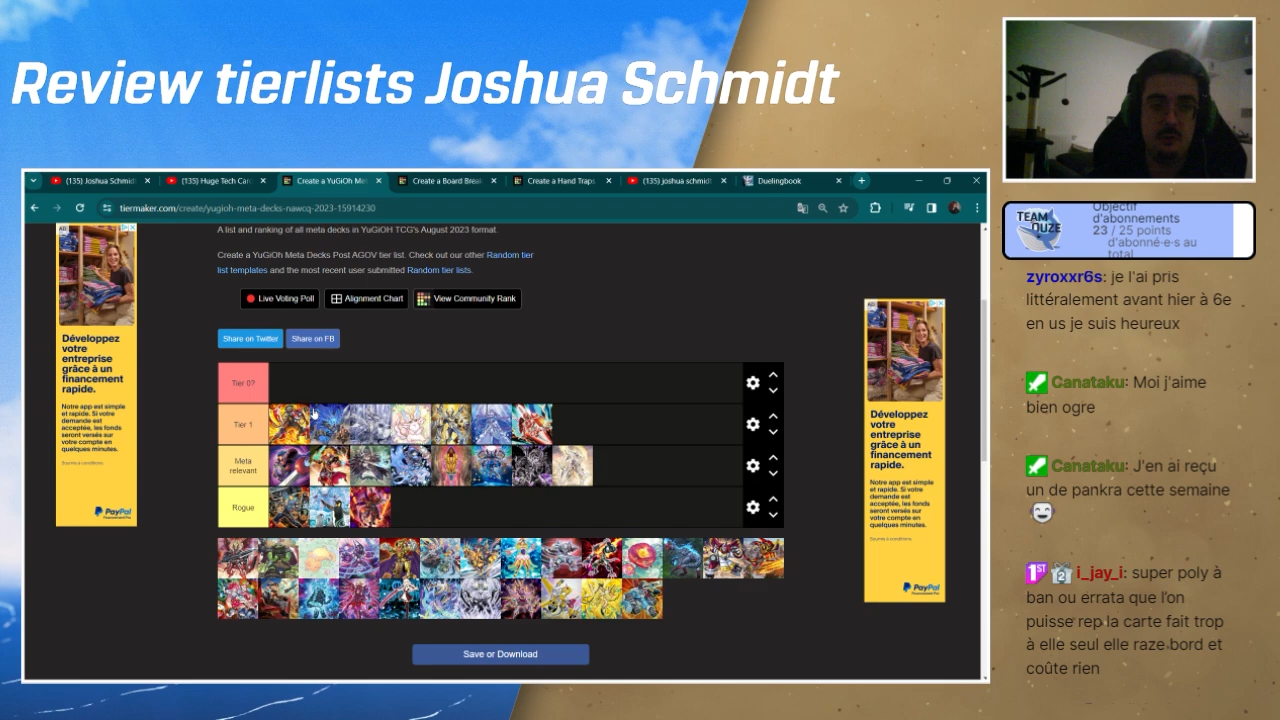 Review tierlists Joshua Schmidt
(135) Joshua Schmid
(135) Huge Tech Car
Create a YuGiOh Me
Create a Board Brea
Create a Hand Traps
(135) joshua schmidt
Duelingbook
tiermaker.com/create/yugioh-meta-decks-nawcq-2023-15914230
A list and ranking of all meta decks in YuGiOH TCG's August 2023 format.
Create a YuGiOh Meta Decks Post AGOV tier list. Check out our other Random tier
list templates and the most recent user submitted Random tier lists.
Live Voting Poll
Alignment Chart
View Community Rank
Share on Twitter
Share on FB
Tier 0?
Tier 1
Meta
relevant
Rogue
Save or Download
AD
Développez
votre
entreprise
grâce à un
financement
rapide.
Notre app est simple
et rapide. Si votre
demande est
acceptée, les fonds
seront versés sur
votre compte en
quelques minutes.
Soumis à conditions.
PayPal
AD
Développez
votre
entreprise
grâce à un
financement
rapide.
Notre app est simple
et rapide. Si votre
demande est
acceptée, les fonds
seront versés sur
votre compte en
quelques minutes.
Soumis à conditions.
PayPal
TEAM
OUZE
Objectif
d'abonnements
23 / 25 points
d'abonné·e·s au
total
zyroxxr6s: je l'ai pris
littéralement avant hier à 6e
en us je suis heureux
Canataku: Moi j'aime
bien ogre
Canataku: J'en ai reçu
un de pankra cette semaine
1ST 2 i_jay_i: super poly à
ban ou errata que l'on
puisse rep la carte fait trop
à elle seul elle raze bord et
coûte rien